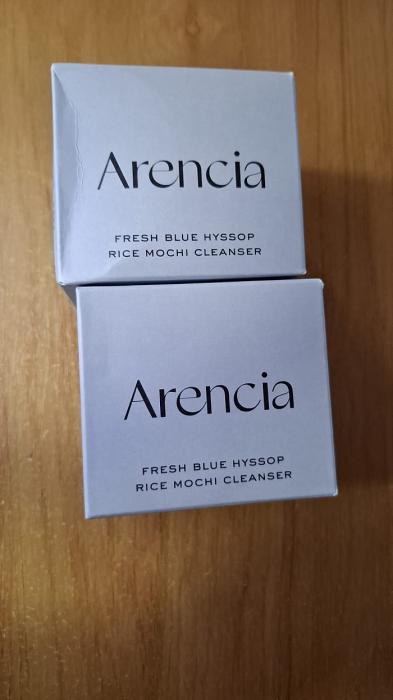 Arencia
FRESH BLUE HYSSOP
RICE MOCHI CLEANSER
Arencia
FRESH BLUE HYSSOP
RICE MOCHI CLEANSER